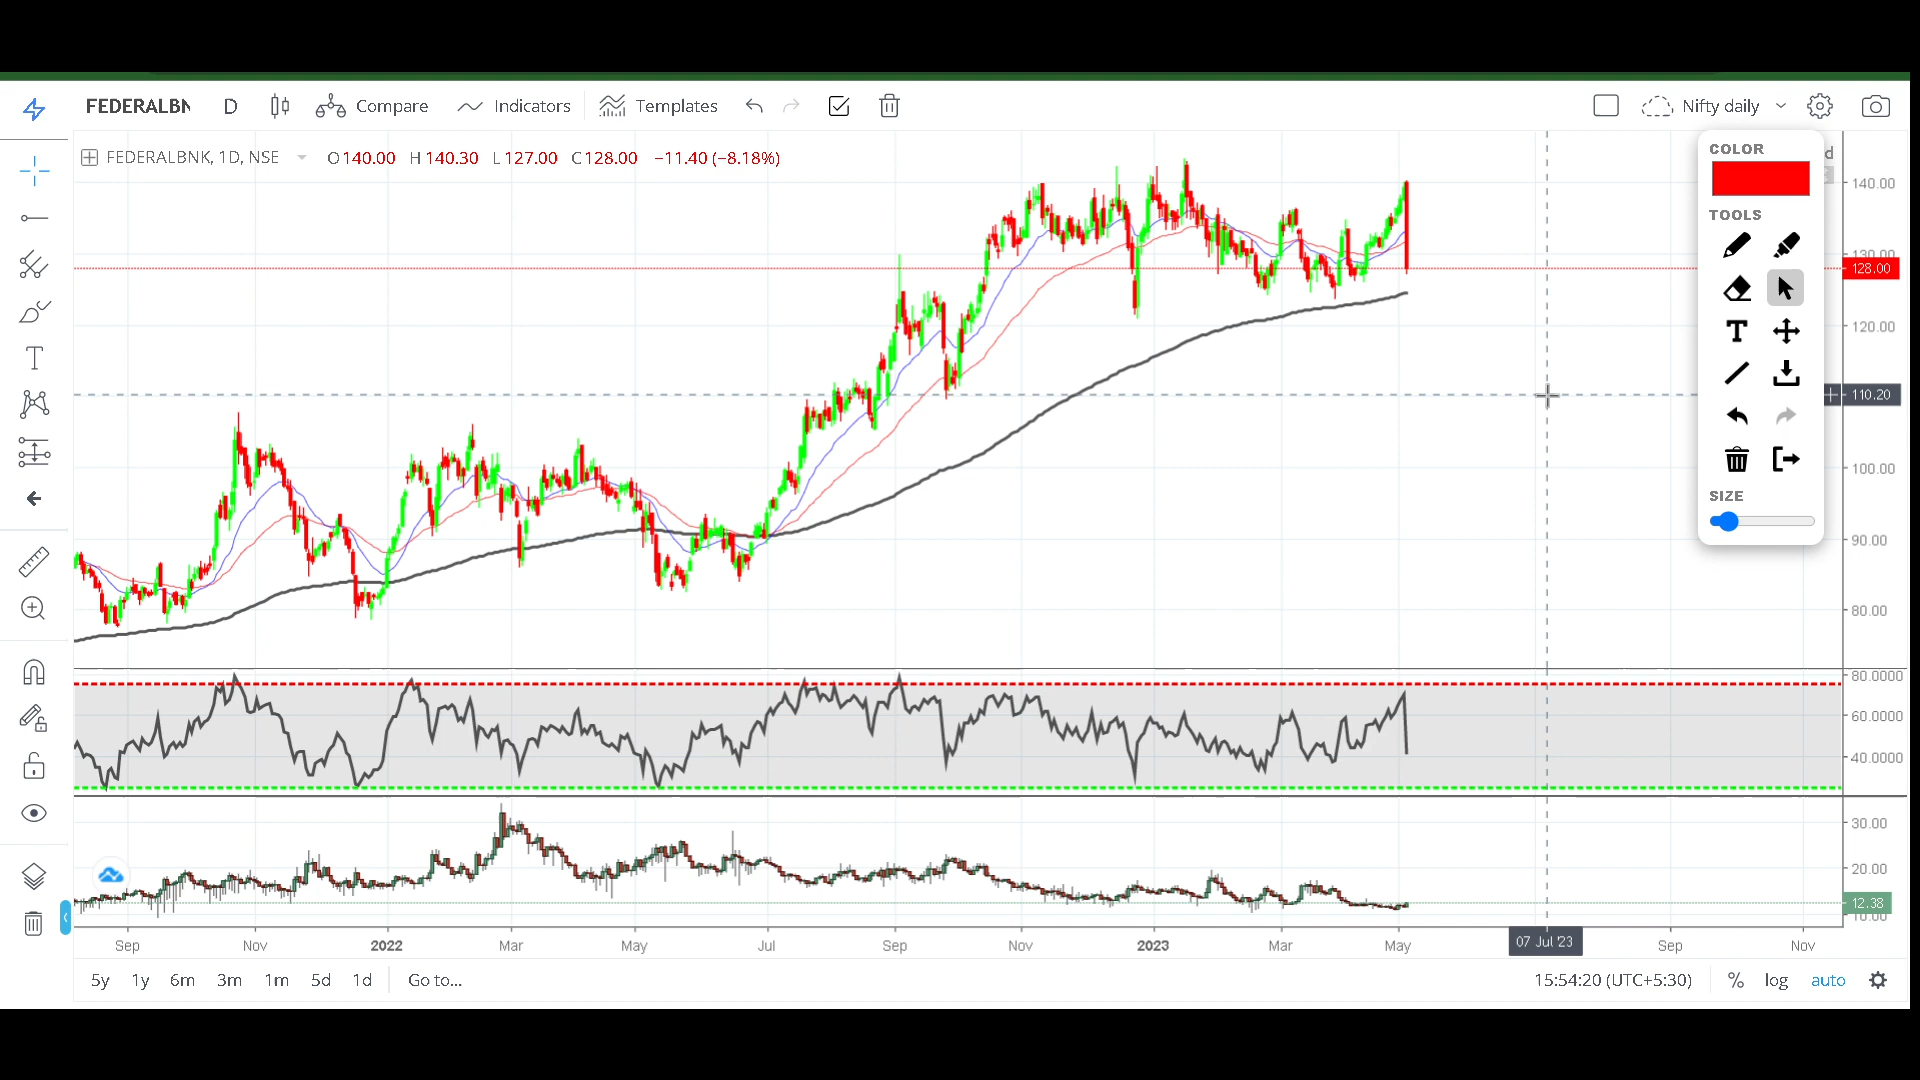 FEDERALBN D Compare Indicators Templates Nifty daily
FEDERALBNK, 1D, NSE O140.00 H140.30 L127.00 C128.00 −11.40 (−8.18%)
COLOR
TOOLS
SIZE
140.00
130.00
128.00
120.00
110.20
100.00
90.00
80.00
80.0000
60.0000
40.0000
30.00
20.00
12.38
10.00
Sep Nov 2022 Mar May Jul Sep Nov 2023 Mar May 07 Jul '23 Sep Nov
5y 1y 6m 3m 1m 5d 1d Go to... 15:54:20 (UTC+5:30) % log auto